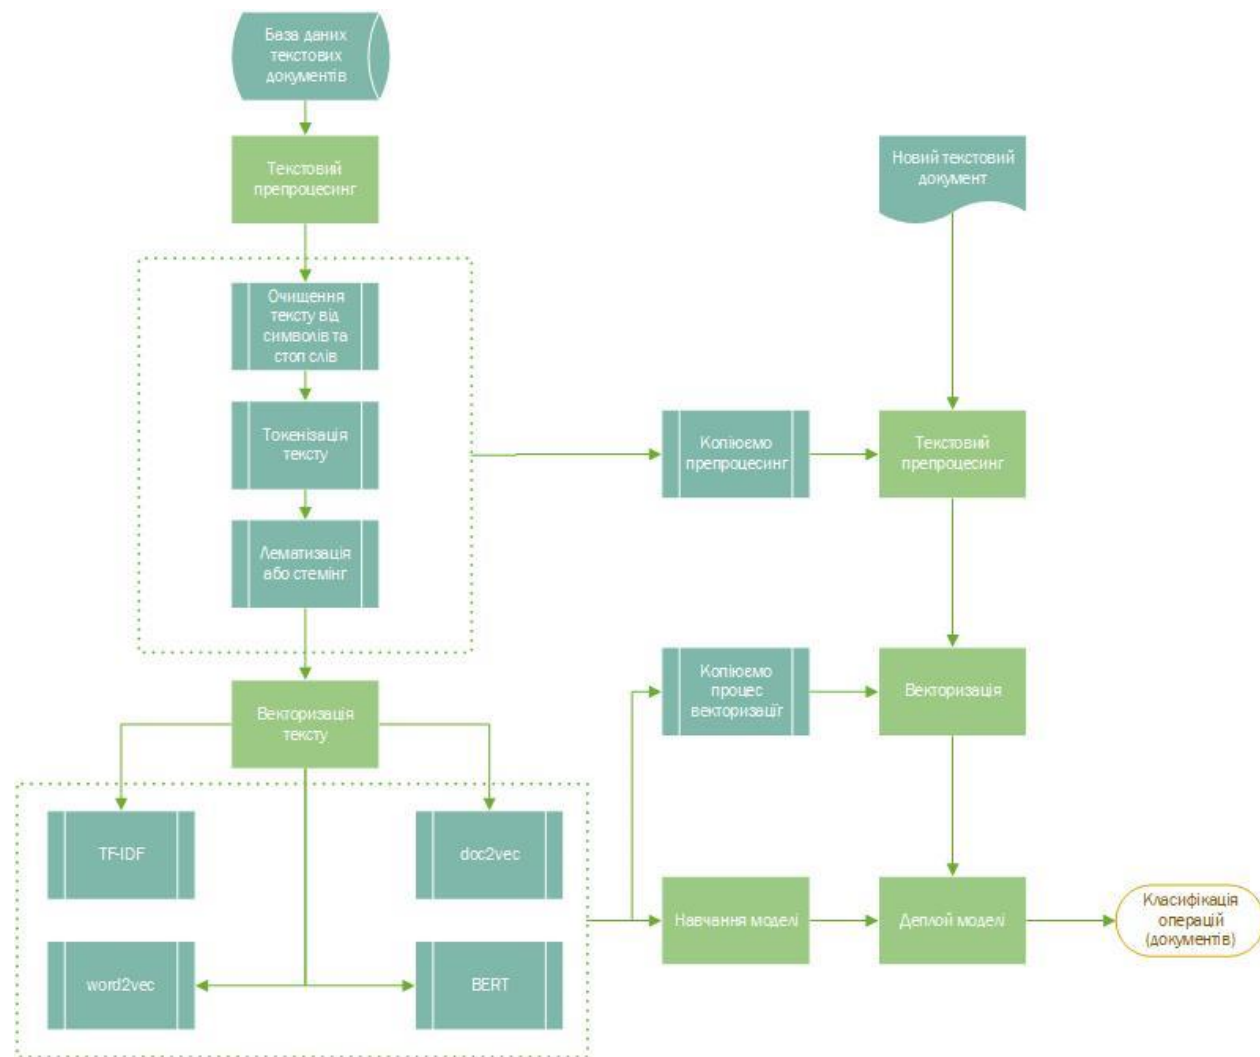 База даних
текстових
документів
Текстовий
препроцесинг
Новий текстовий
документ
Очищення
тексту від
символів та
стоп слів
Токенізація
тексту
Копіюємо
препроцесинг
Текстовий
препроцесинг
Лематизація
або стемінг
Векторизація
тексту
Копіюємо
процес
векторизації
Векторизація
TF-IDF
doc2vec
Навчання моделі
Деплой моделі
Класифікація
операцій
(документів)
word2vec
BERT